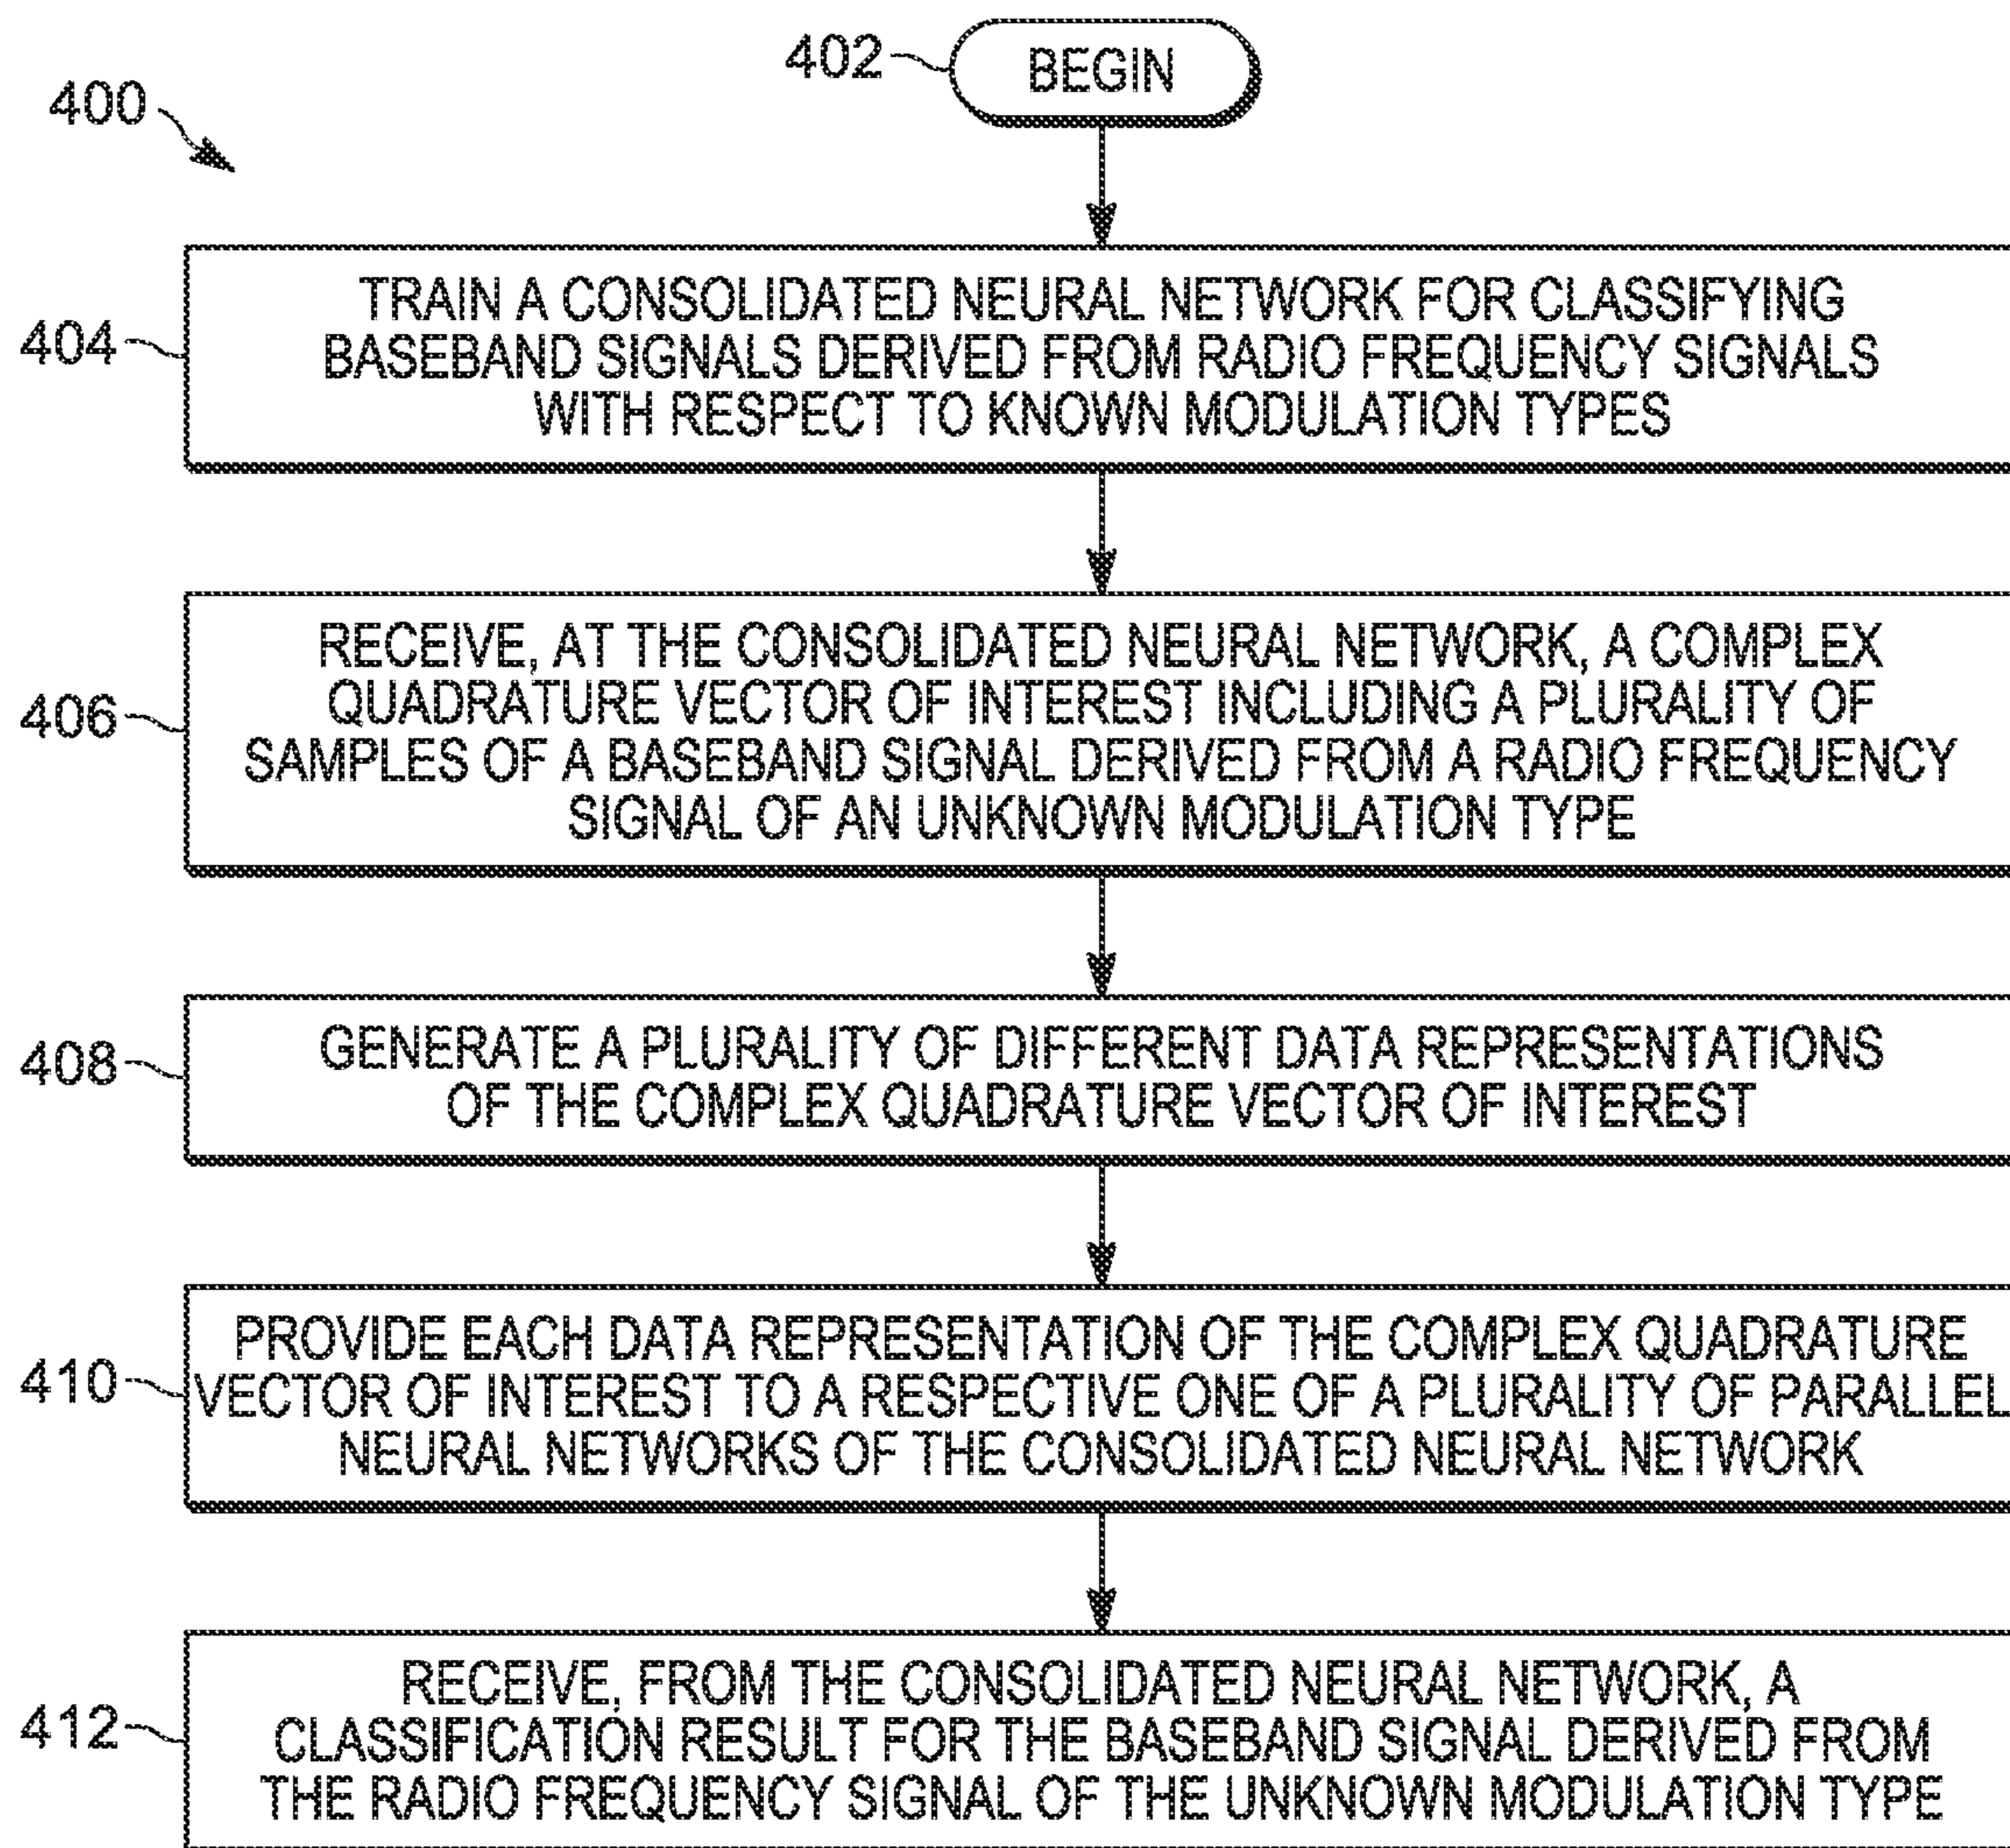 402
BEGIN
400
404
TRAIN A CONSOLIDATED NEURAL NETWORK FOR CLASSIFYING
BASEBAND SIGNALS DERIVED FROM RADIO FREQUENCY SIGNALS
WITH RESPECT TO KNOWN MODULATION TYPES
406
RECEIVE, AT THE CONSOLIDATED NEURAL NETWORK, A COMPLEX
QUADRATURE VECTOR OF INTEREST INCLUDING A PLURALITY OF
SAMPLES OF A BASEBAND SIGNAL DERIVED FROM A RADIO FREQUENCY
SIGNAL OF AN UNKNOWN MODULATION TYPE
408
GENERATE A PLURALITY OF DIFFERENT DATA REPRESENTATIONS
OF THE COMPLEX QUADRATURE VECTOR OF INTEREST
410
PROVIDE EACH DATA REPRESENTATION OF THE COMPLEX QUADRATURE
VECTOR OF INTEREST TO A RESPECTIVE ONE OF A PLURALITY OF PARALLEL
NEURAL NETWORKS OF THE CONSOLIDATED NEURAL NETWORK
412
RECEIVE, FROM THE CONSOLIDATED NEURAL NETWORK, A
CLASSIFICATION RESULT FOR THE BASEBAND SIGNAL DERIVED FROM
THE RADIO FREQUENCY SIGNAL OF THE UNKNOWN MODULATION TYPE